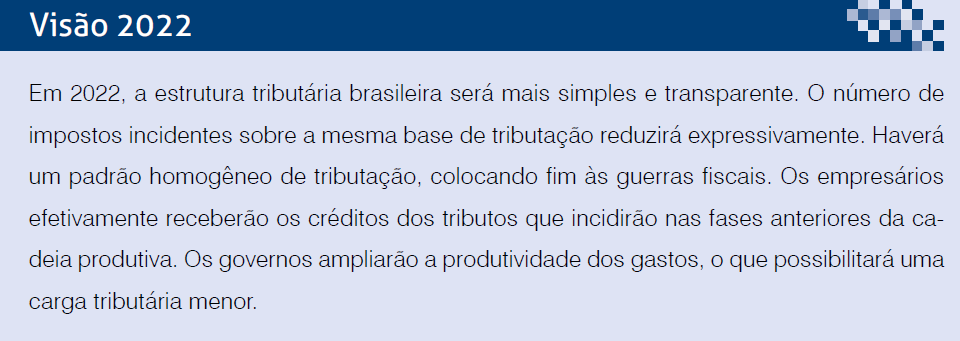 Visão 2022
Em 2022, a estrutura tributária brasileira será mais simples e transparente. O número de
impostos incidentes sobre a mesma base de tributação reduzirá expressivamente. Haverá
um padrão homogêneo de tributação, colocando fim às guerras fiscais. Os empresários
efetivamente receberão os créditos dos tributos que incidirão nas fases anteriores da ca-
deia produtiva. Os governos ampliarão a produtividade dos gastos, o que possibilitará uma
carga tributária menor.